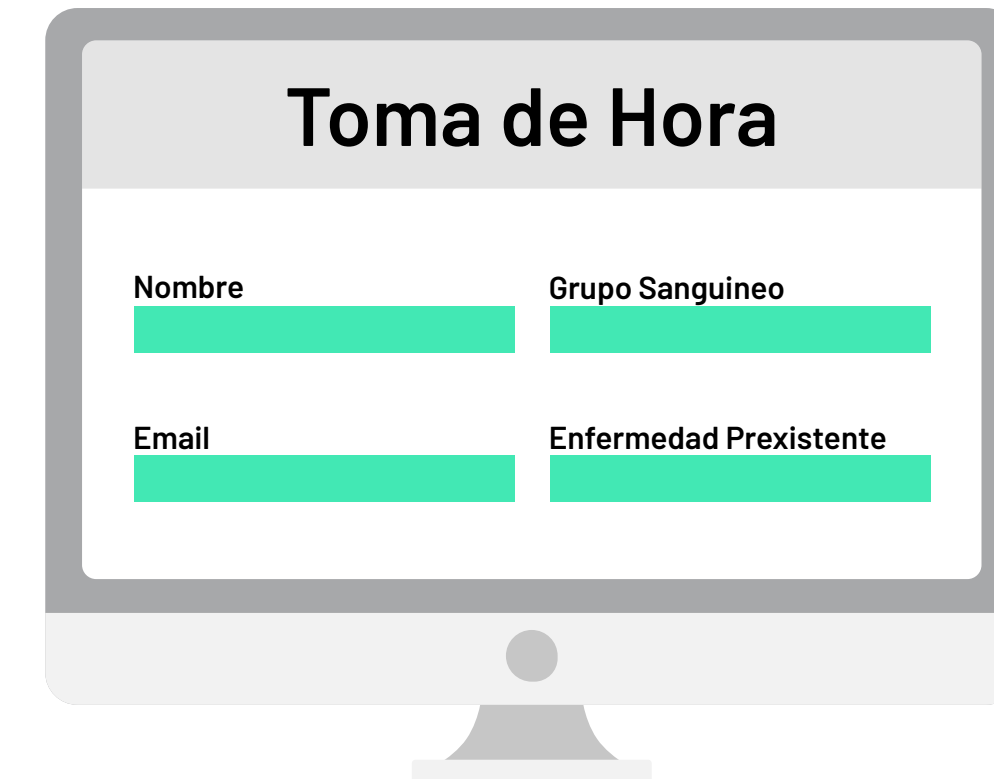 Toma de Hora
Nombre
Grupo Sanguineo
Email
Enfermedad Prexistente